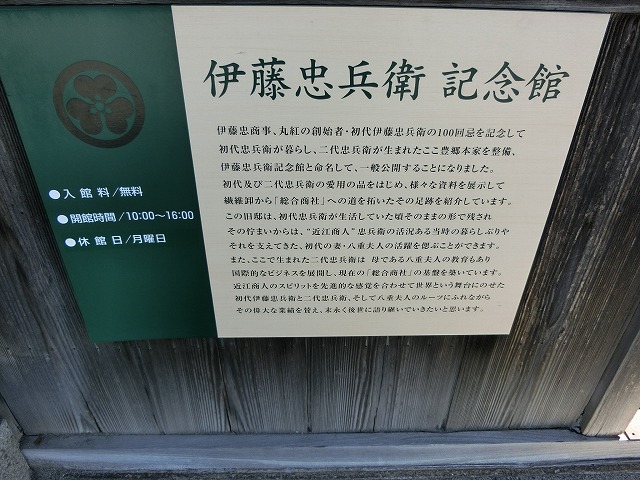 伊藤忠兵衛 記念館
伊藤忠商事、丸紅の創始者・初代伊藤忠兵衛の100回忌を記念して
初代忠兵衛が暮らし、二代忠兵衛が生まれたここ豊郷本家を整備、
伊藤忠兵衛記念館と命名して、一般公開することになりました。
初代及び二代忠兵衛の愛用の品をはじめ、様々な資料を展示して
繊維卸から「総合商社」への道を拓いたその足跡を紹介しています。
この旧邸は、初代忠兵衛が生活していた頃そのままの形で残され
その佇まいからは、“近江商人”忠兵衛の活況ある当時の暮らしぶりや
それを支えてきた、初代の妻・八重夫人の活躍を偲ぶことができます。
また、ここで生まれた二代忠兵衛は 母である八重夫人の教育もあり
国際的なビジネスを展開し、現在の「総合商社」の基盤を築いています。
近江商人のスピリットを先進的な感覚を合わせて世界という舞台にのせた
初代伊藤忠兵衛と二代忠兵衛、そして八重夫人のルーツにふれながら
その偉大な業績を讃え、末永く後世に語り継いでいきたいと思います。
●入館料/無料
●開館時間/10:00〜16:00
●休館日/月曜日